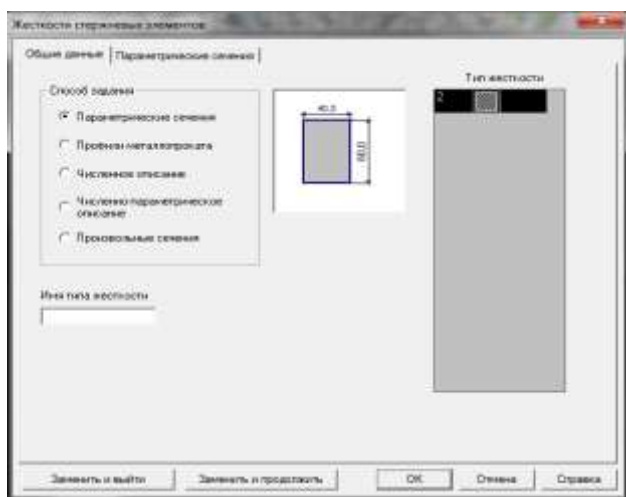 Жесткости стержневых элементов
Общие данные
Параметрические сечения
Тип жесткости
Способ задания
Параметрические сечения
Профили металлопроката
Численное описание
Численно-параметрическое
описание
Произвольные сечения
40,0
60,0
2
Имя типа жесткости
Заменить и выйти
Заменить и продолжить
OK
Отмена
Справка